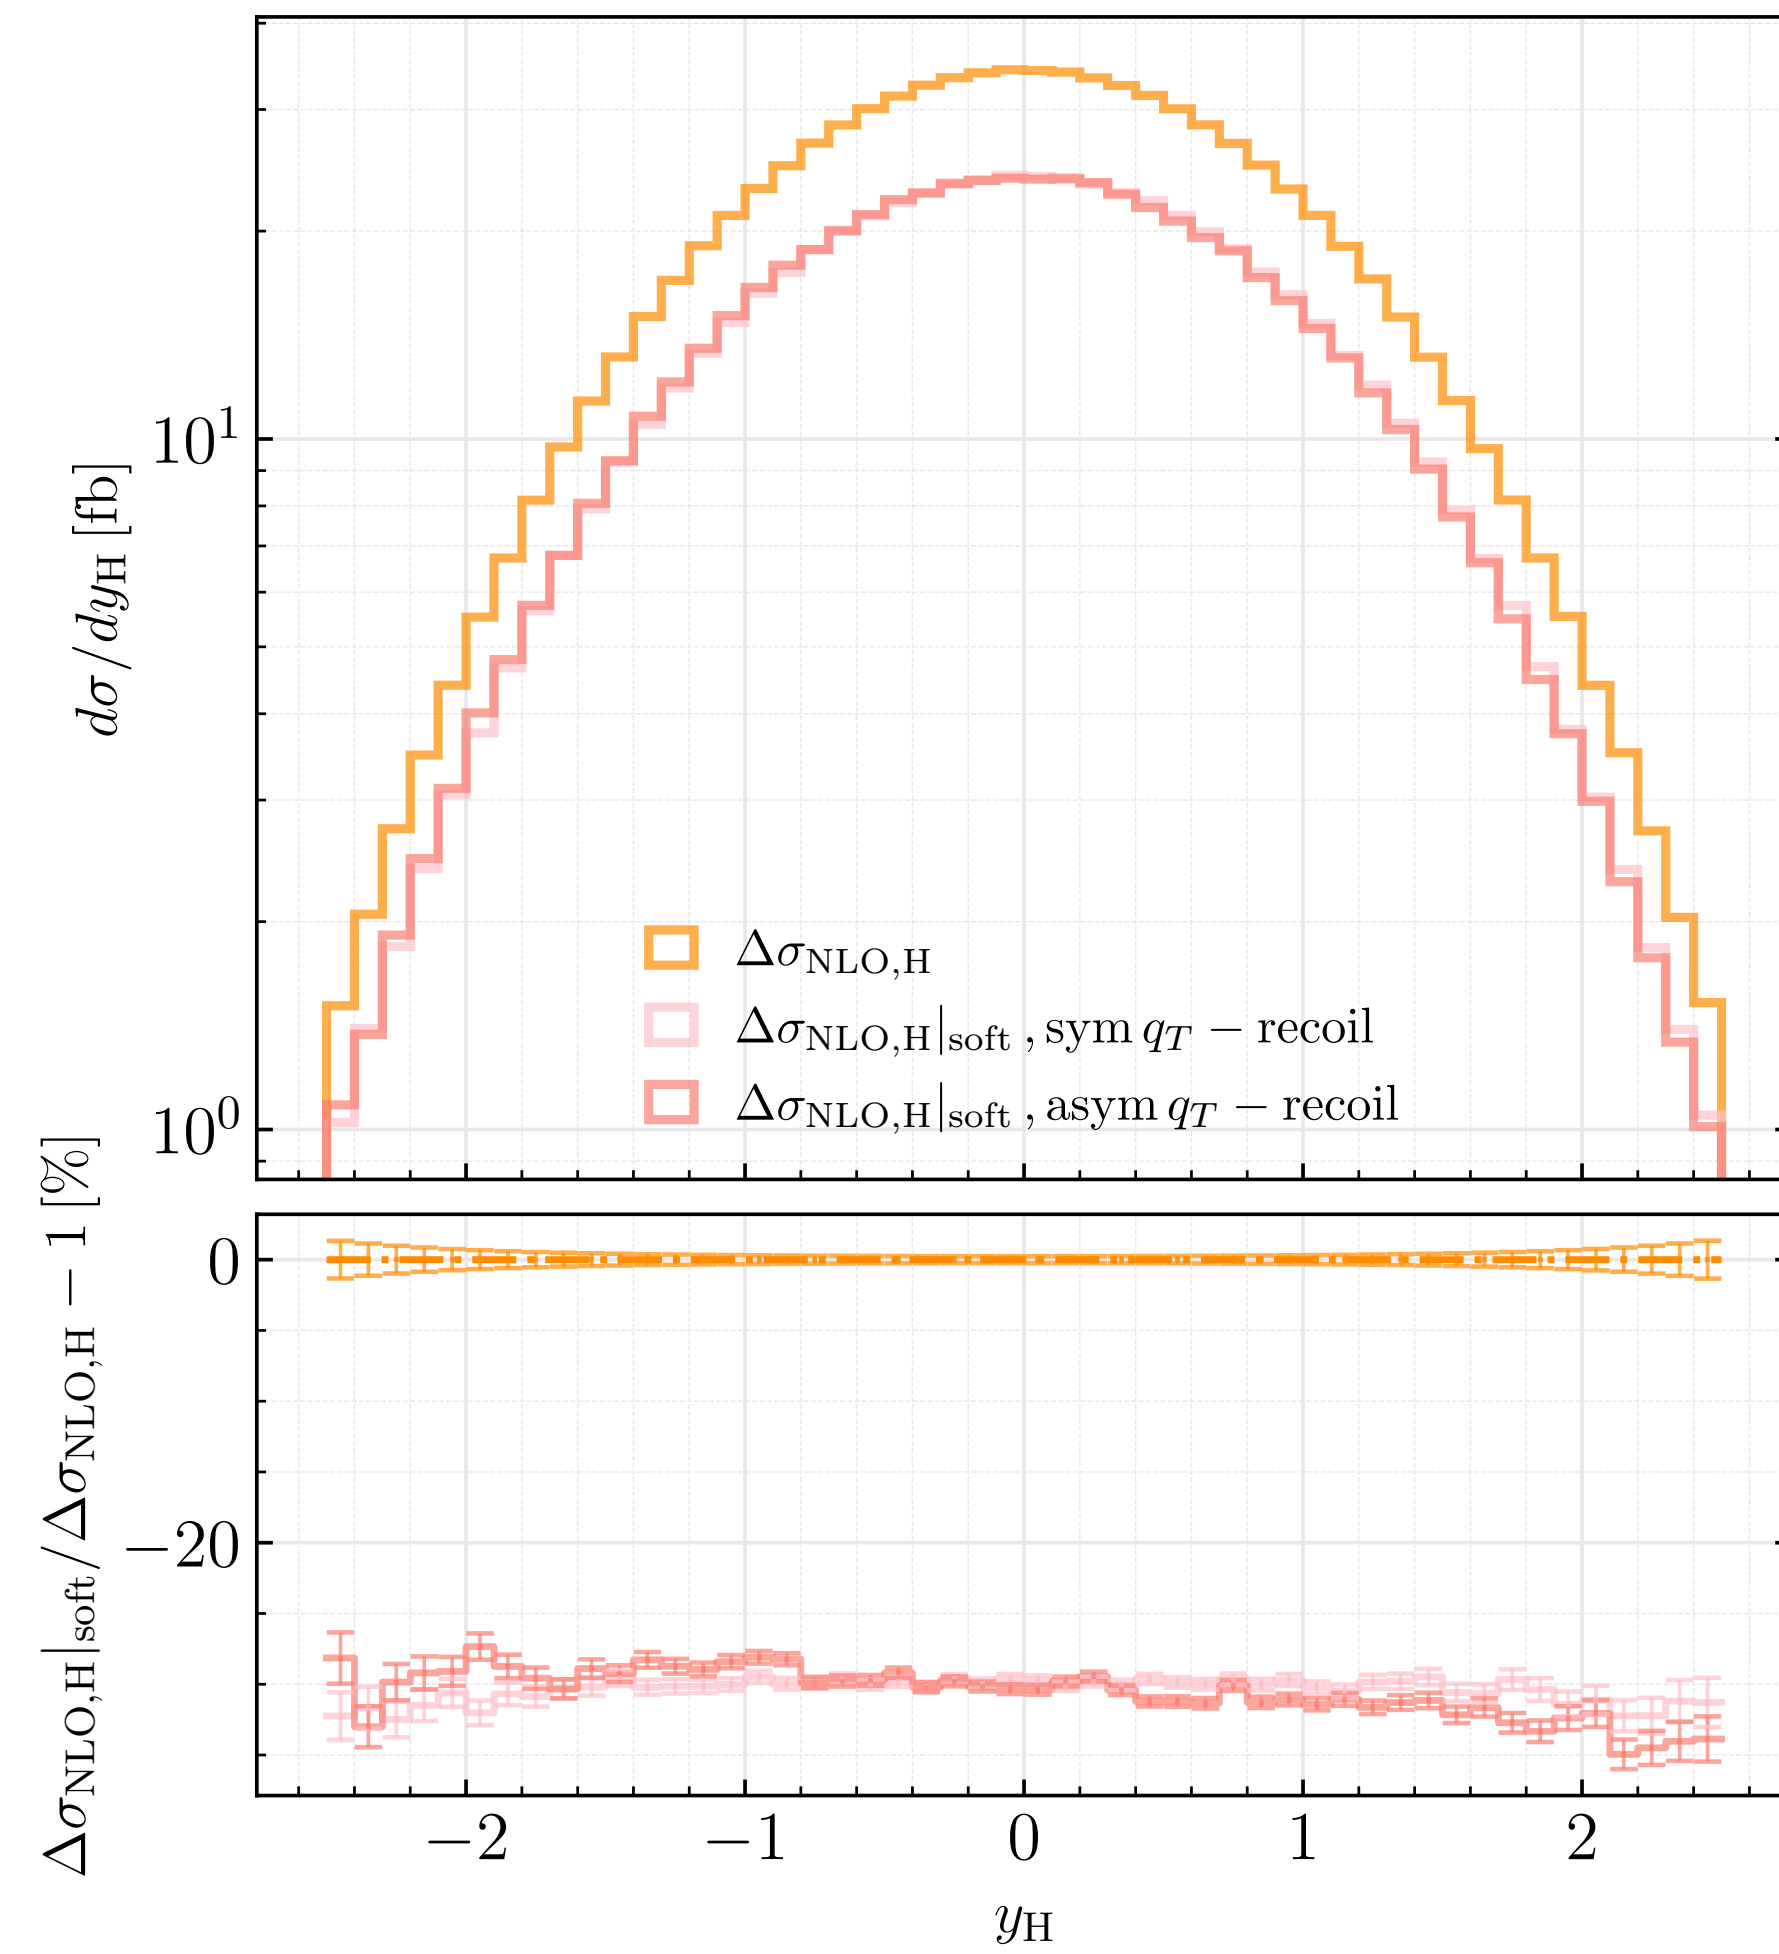 dσ / dy_H [fb]
10^1
10^0
Δσ_NLO,H
Δσ_NLO,H|_soft , sym q_T − recoil
Δσ_NLO,H|_soft , asym q_T − recoil
Δσ_NLO,H|_soft / Δσ_NLO,H − 1 [%]
0
−20
−2 −1 0 1 2
y_H